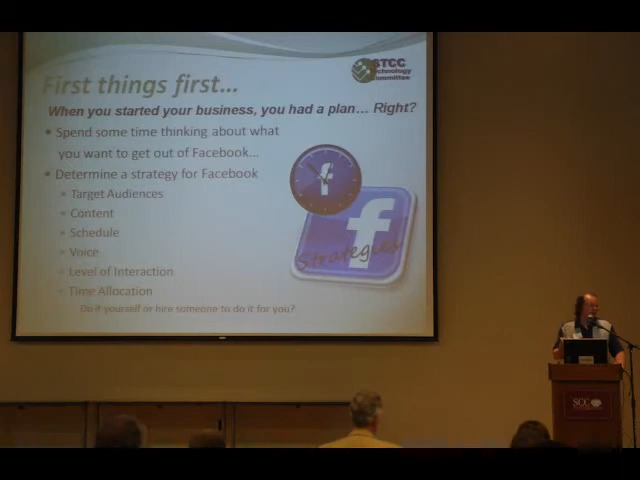 First things first...
STCC
Technology
Committee
When you started your business, you had a plan... Right?
• Spend some time thinking about what
you want to get out of Facebook...
• Determine a strategy for Facebook
• Target Audiences
• Content
• Schedule
• Voice
• Level of Interaction
• Time Allocation
Do it yourself or hire someone to do it for you?
f
f
Strategies
SCC